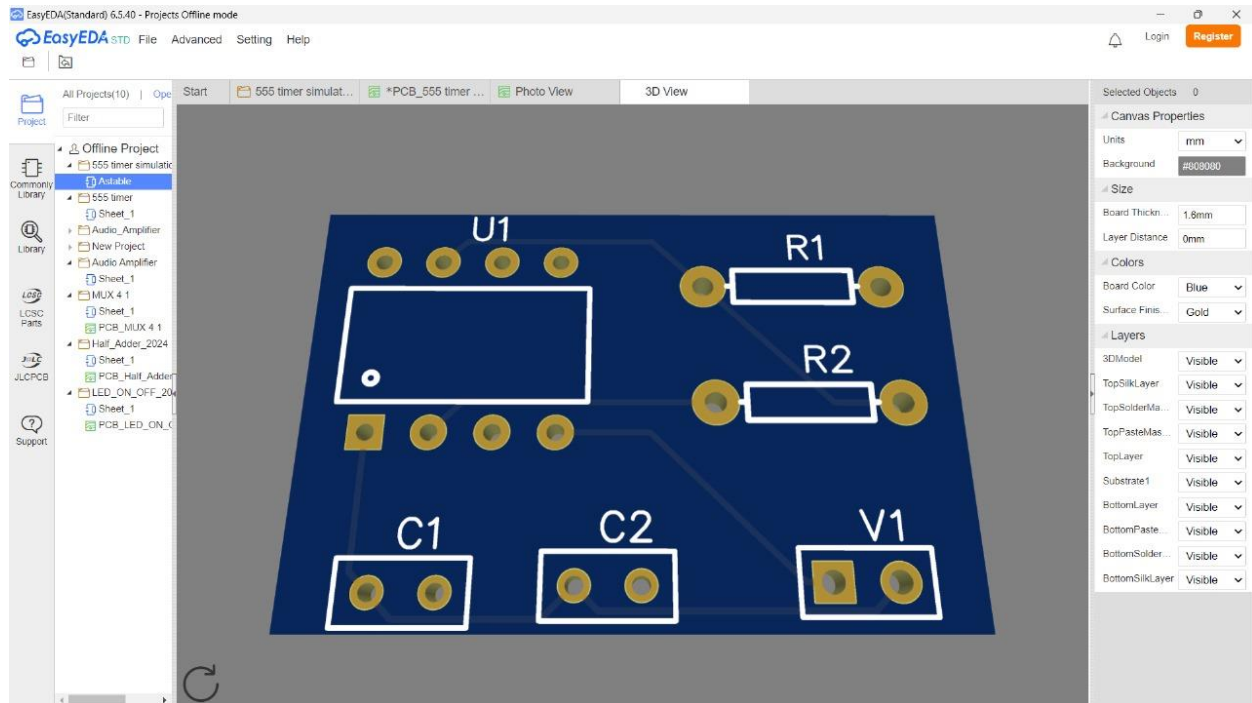 EasyEDA(Standard) 6.5.40 - Projects Offline mode
EasyEDA STD File Advanced Setting Help
Login Register
Project
Commonly Library
Library
LCSC
LCSC Parts
JLCPCB
Support
All Projects(10) | Ope
Filter
Offline Project
555 timer simulatic
Astable
555 timer
Sheet_1
Audio_Amplifier
New Project
Audio Amplifier
Sheet_1
MUX 4 1
Sheet_1
PCB_MUX 4 1
Half_Adder_2024
Sheet_1
PCB_Half_Adder
LED_ON_OFF_20
Sheet_1
PCB_LED_ON_
Start 555 timer simulat... *PCB_555 timer ... Photo View 3D View
U1
R1
R2
C1 C2 V1
Selected Objects 0
Canvas Properties
Units mm
Background #808080
Size
Board Thickn... 1.6mm
Layer Distance 0mm
Colors
Board Color Blue
Surface Finis... Gold
Layers
3DModel Visible
TopSilkLayer Visible
TopSolderMa... Visible
TopPasteMas... Visible
TopLayer Visible
Substrate1 Visible
BottomLayer Visible
BottomPaste... Visible
BottomSolder... Visible
BottomSilkLayer Visible